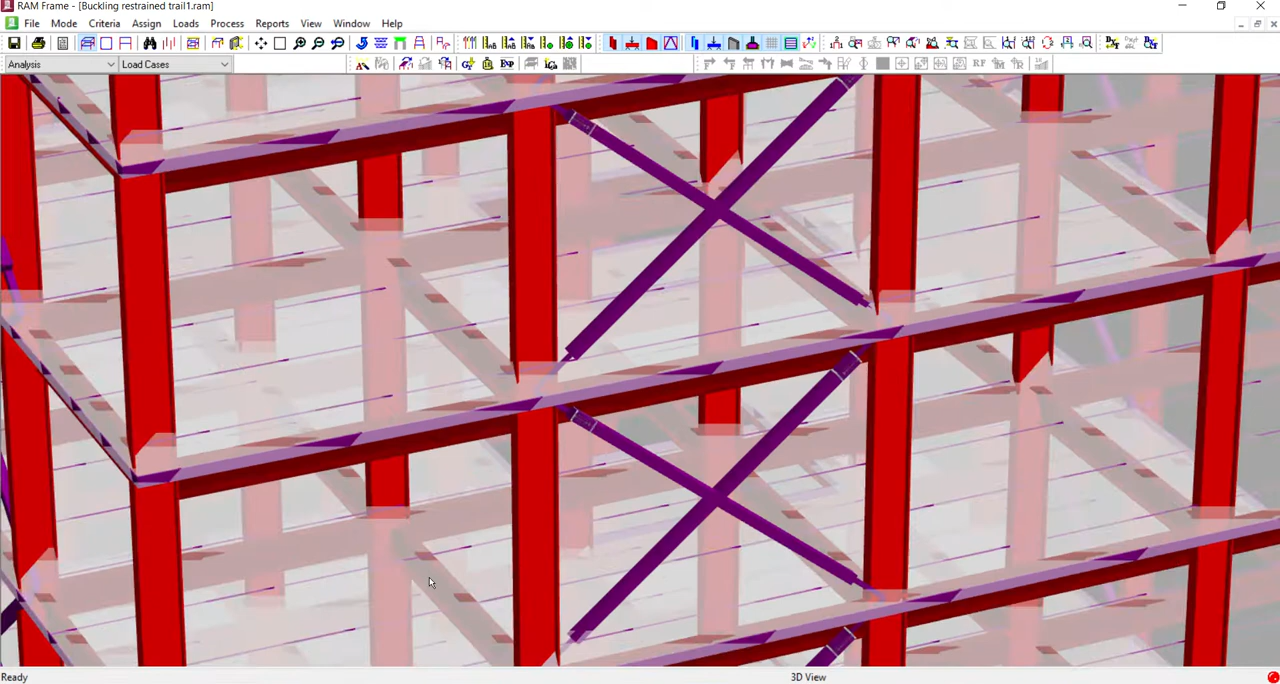 RAM Frame - [Buckling restrained trail1.ram]
File Mode Criteria Assign Loads Process Reports View Window Help
Analysis Load Cases
RF
Ready 3D View